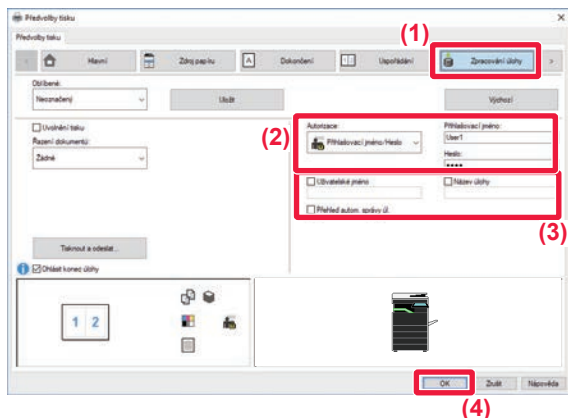 Předvolby tisku
Předvolby tisku
(1)
Hlavní
Zdroj papíru
A
Dokončení
Uspořádání
Zpracování úlohy
Oblíbené:
Neoznačený
Uložit
Výchozí
Uvolnění tisku
Řazení dokumentů:
Žádné
(2)
Autorizace:
Přihlašovací jméno/Heslo
Přihlašovací jméno:
User1
Heslo:
••••
Uživatelské jméno
Název úlohy
Přehled autom. správy úl.
(3)
Tisknout a odeslat...
Ohlásit konec úlohy
1 2
OK
Zrušit
Nápověda
(4)